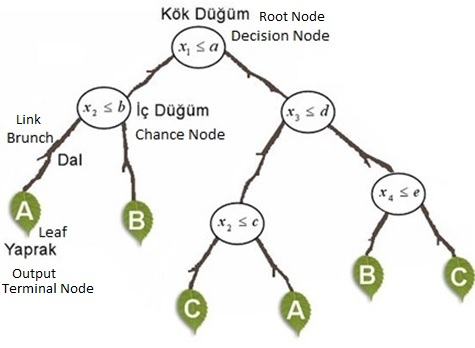 Kök Düğüm Root Node
Decision Node
x₁ ≤ a
x₂ ≤ b
İç Düğüm
Chance Node
x₃ ≤ d
Link
Brunch
Dal
x₄ ≤ e
A
Leaf
Yaprak
B
x₂ ≤ c
Output
Terminal Node
B
C
C
A